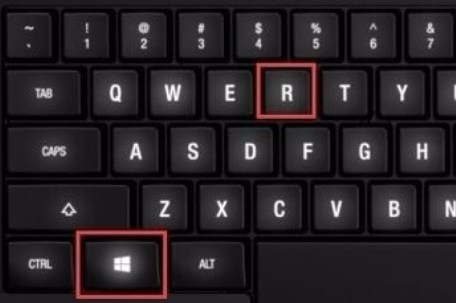 ~ ! @ # $ % ^ &
` 1 2 3 4 5 6 7
TAB Q W E R T Y
CAPS A S D F G H
Z X C V B N
CTRL ALT